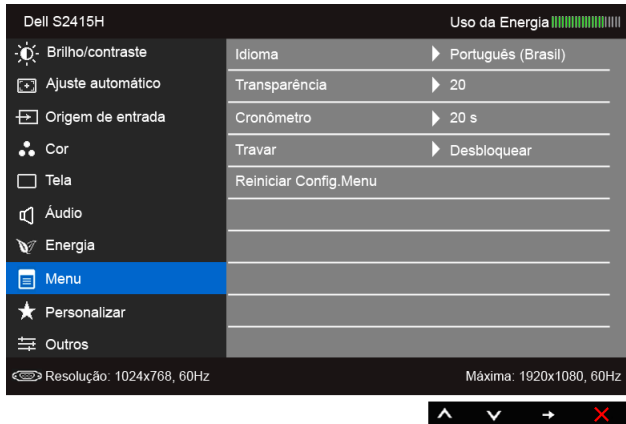 Dell S2415H
Uso da Energia
Brilho/contraste
Ajuste automático
Origem de entrada
Cor
Tela
Áudio
Energia
Menu
Personalizar
Outros
Idioma Português (Brasil)
Transparência 20
Cronômetro 20 s
Travar Desbloquear
Reiniciar Config.Menu
Resolução: 1024x768, 60Hz
Máxima: 1920x1080, 60Hz